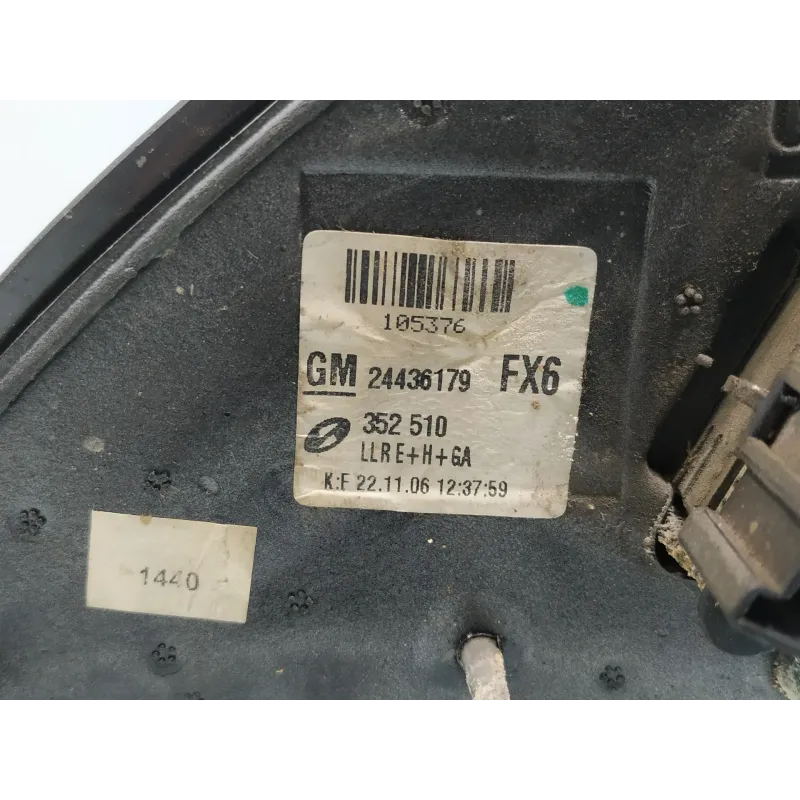 105376
GM 24436179 FX6
352 510
LLR E+H+GA
K:F 22.11.06 12:37:59
1440